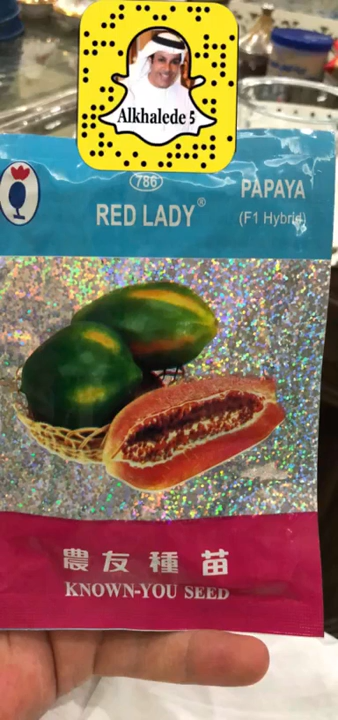 Alkhalede 5
786
PAPAYA
RED LADY®
(F1 Hybrid)
農友種苗
KNOWN-YOU SEED